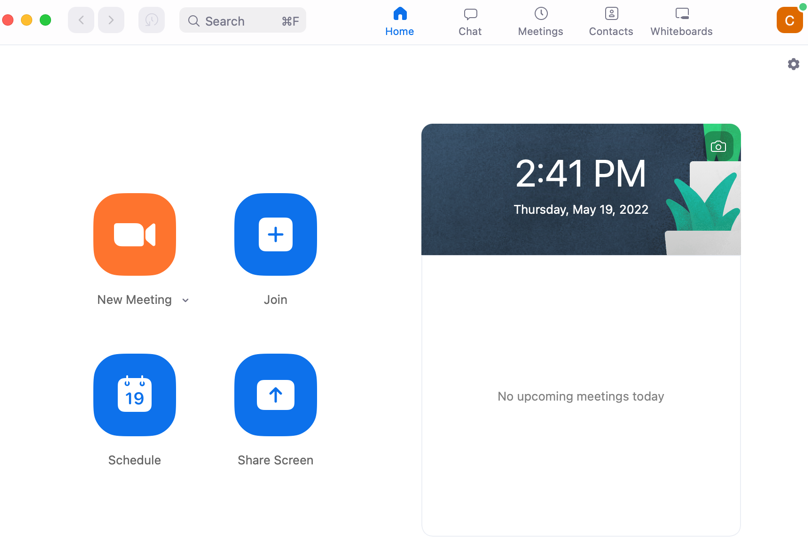 Search ⌘F
Home
Chat
Meetings
Contacts
Whiteboards
C
New Meeting
Join
19
Schedule
Share Screen
2:41 PM
Thursday, May 19, 2022
No upcoming meetings today